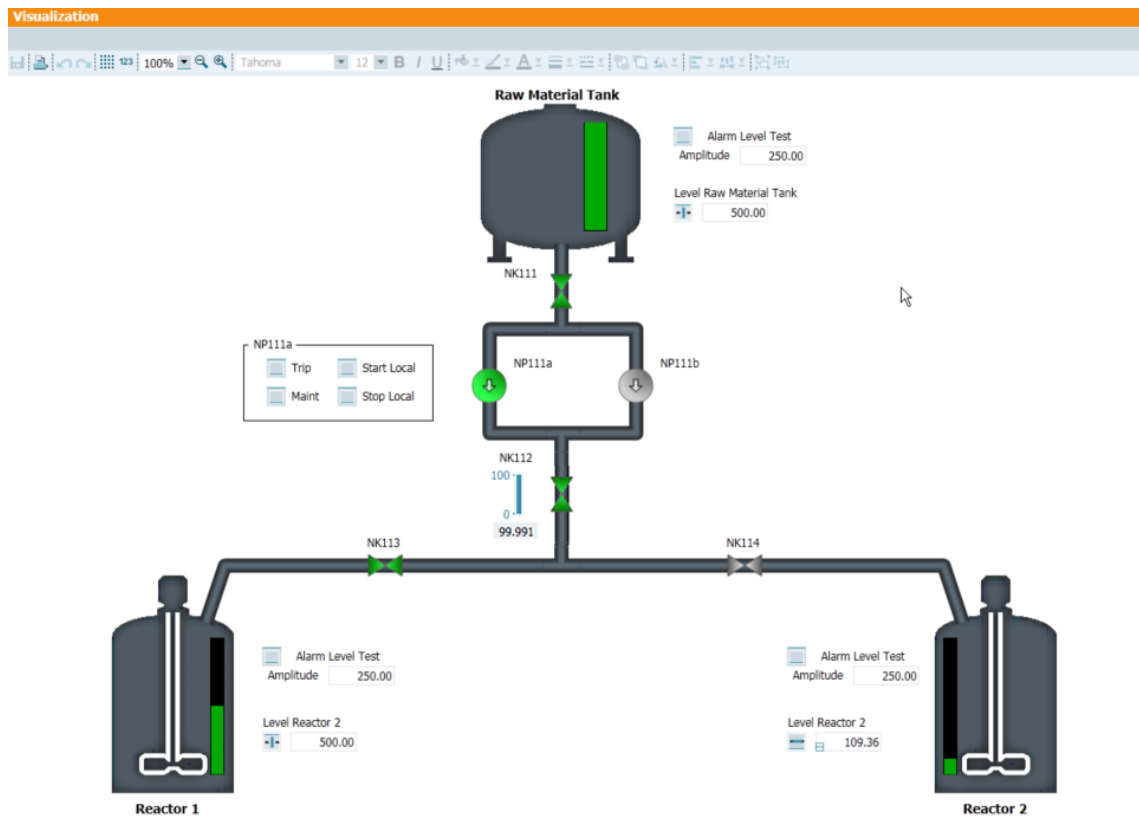 Visualization
123 100% Tahoma 12 B I U A
Raw Material Tank
Alarm Level Test
Amplitude 250.00
Level Raw Material Tank
500.00
NK111
NP111a
Trip Start Local
Maint Stop Local
NP111a
NP111b
NK112
100
0
99.991
NK113
NK114
Alarm Level Test
Amplitude 250.00
Level Reactor 2
500.00
Alarm Level Test
Amplitude 250.00
Level Reactor 2
109.36
Reactor 1
Reactor 2